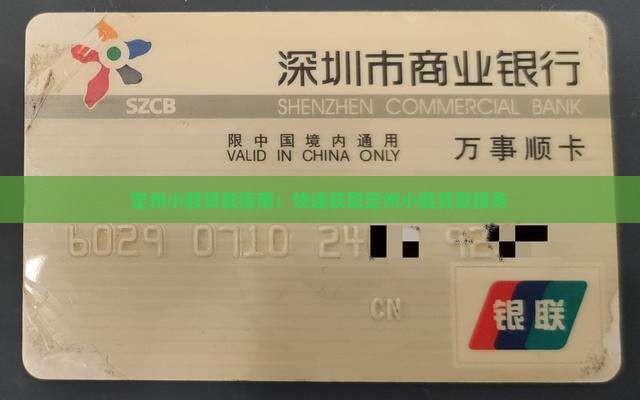 深圳市商业银行
SZCB
SHENZHEN COMMERCIAL BANK
限中国境内通用
VALID IN CHINA ONLY
万事顺卡
定州小额贷款指南：快速获取定州小额贷款服务
6029 0710 24 92
CN
银联